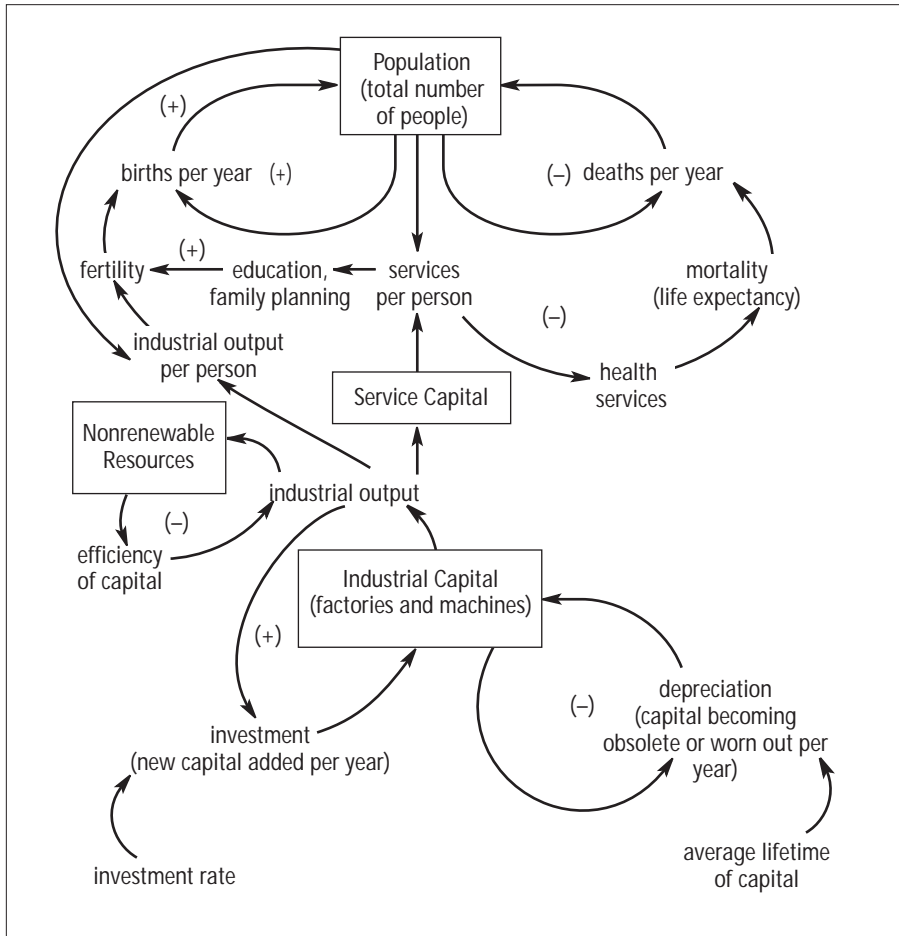 Population
(total number
of people)
(+)
births per year
(+)
(–)
deaths per year
fertility
(+)
education,
family planning
services
per person
mortality
(life expectancy)
(–)
industrial output
per person
health
services
Service Capital
Nonrenewable
Resources
industrial output
(–)
efficiency
of capital
Industrial Capital
(factories and machines)
(+)
(–)
depreciation
(capital becoming
obsolete or worn out per
year)
investment
(new capital added per year)
investment rate
average lifetime
of capital